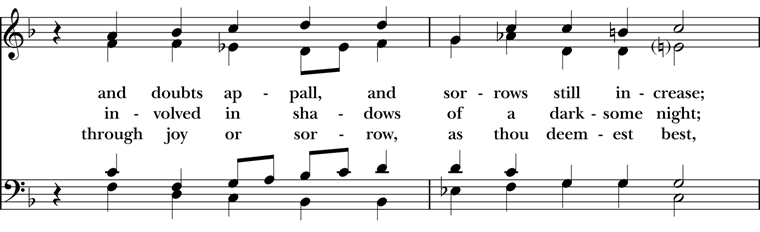 and doubts ap - pall, and sor - rows still in - crease;
in - volved in sha - dows of a dark - some night;
through joy or sor - row, as thou deem - est best,